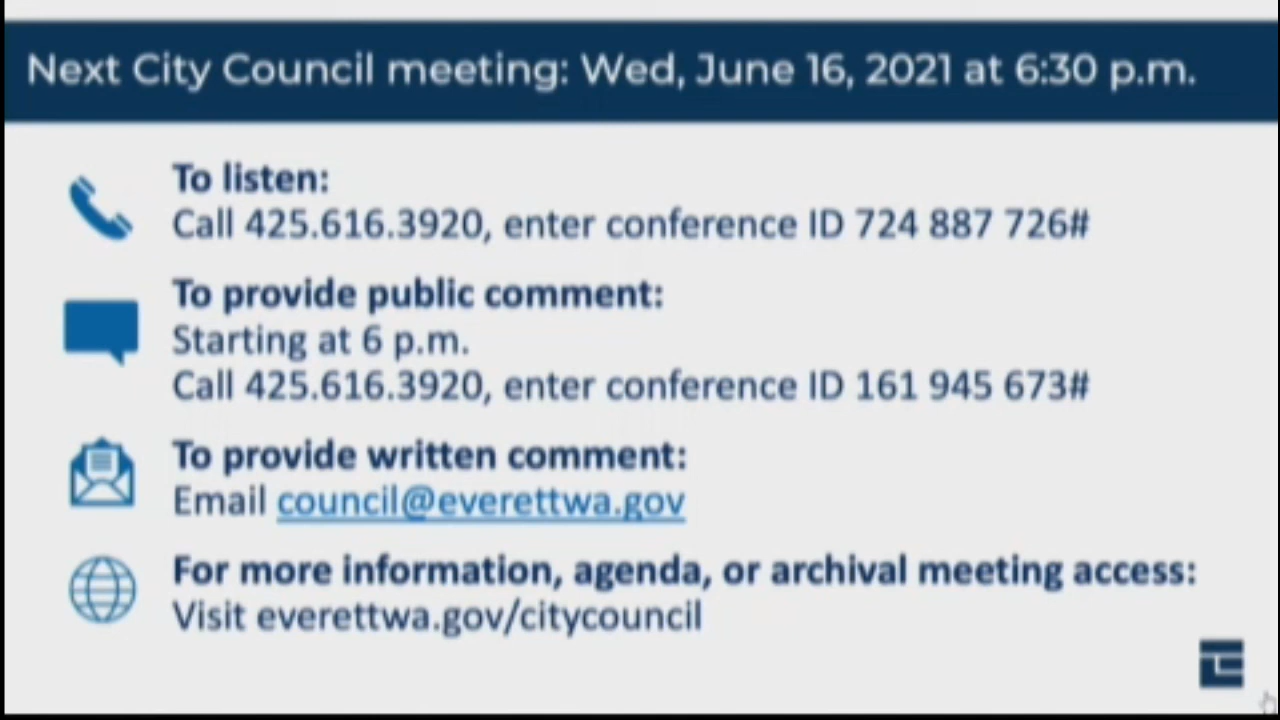 Next City Council meeting: Wed, June 16, 2021 at 6:30 p.m.
To listen:
Call 425.616.3920, enter conference ID 724 887 726#
To provide public comment:
Starting at 6 p.m.
Call 425.616.3920, enter conference ID 161 945 673#
To provide written comment:
Email council@everettwa.gov
For more information, agenda, or archival meeting access:
Visit everettwa.gov/citycouncil